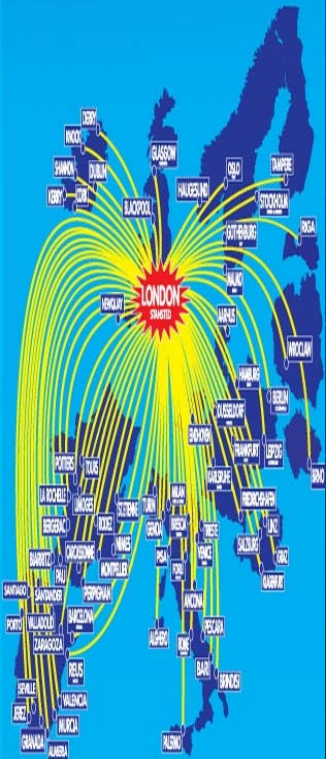 DERRY
KNOCK
SHANNON
DUBLIN
KERRY
CORK
GLASGOW
BLACKPOOL
HAUGESUND
OSLO
TAMPERE
STOCKHOLM
GOTHENBURG
RIGA
MALMO
LONDON
STANSTED
NEWQUAY
AARHUS
WROCLAW
HAMBURG
BERLIN
DUSSELDORF
EINDHOVEN
FRANKFURT
LEIPZIG
BRNO
KARLSRUHE
FRIEDRICHSHAFEN
LINZ
SALZBURG
GRAZ
KLAGENFURT
POITIERS
TOURS
LA ROCHELLE
LIMOGES
BERGERAC
ST.ETIENNE
TURIN
MILAN
GENOA
BRESCIA
TRIESTE
RODEZ
NIMES
PISA
FORLI
VENICE
BIARRITZ
CARCASSONNE
MONTPELLIER
PAU
PERPIGNAN
ANCONA
SANTIAGO
SANTANDER
PORTO
VALLADOLID
BARCELONA
ALGHERO
ROME
PESCARA
ZARAGOZA
REUS
BARI
BRINDISI
SEVILLE
JEREZ
VALENCIA
MURCIA
GRANADA
ALMERIA
PALERMO